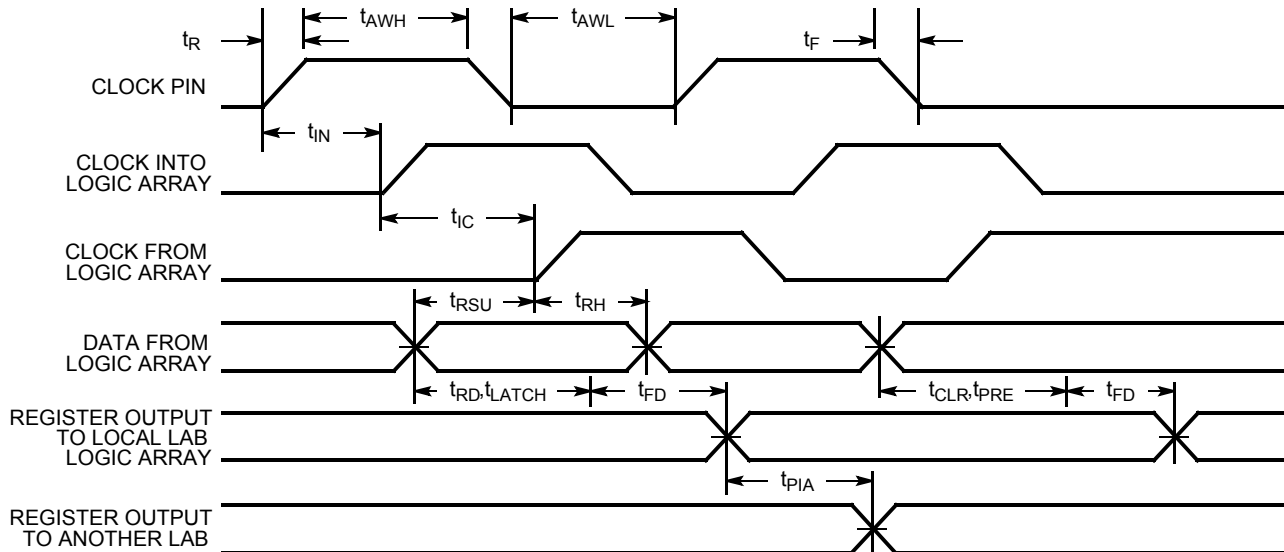 tAWH
tAWL
tR
tF
CLOCK PIN
tIN
CLOCK INTO
LOGIC ARRAY
tIC
CLOCK FROM
LOGIC ARRAY
tRSU
tRH
DATA FROM
LOGIC ARRAY
tRD,tLATCH
tFD
tCLR,tPRE
tFD
REGISTER OUTPUT
TO LOCAL LAB
LOGIC ARRAY
tPIA
REGISTER OUTPUT
TO ANOTHER LAB